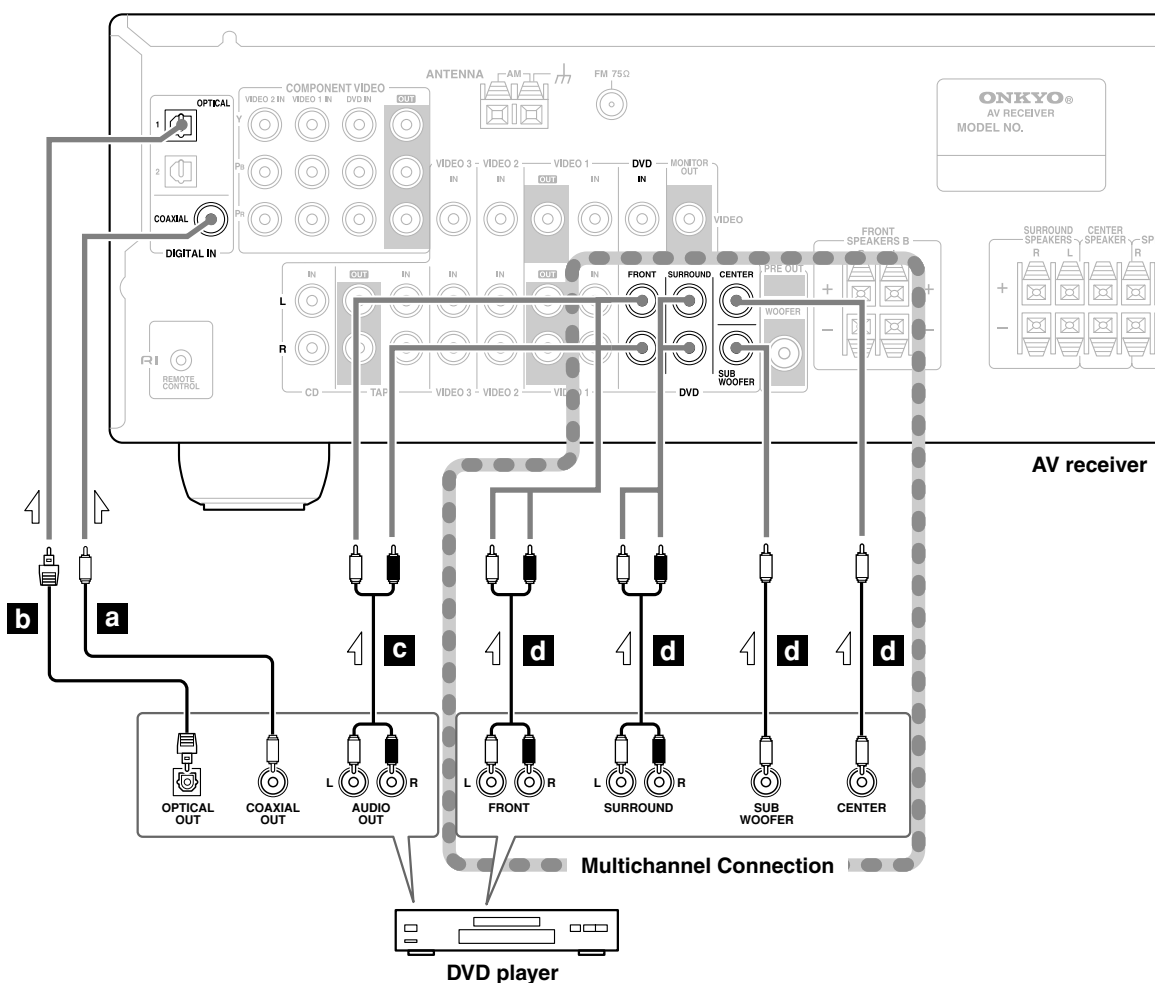 ANTENNA
AM
FM 75Ω
COMPONENT VIDEO
VIDEO 2 IN VIDEO 1 IN DVD IN OUT
OPTICAL
1
2
Y
PB
PR
COAXIAL
DIGITAL IN
ONKYO®
AV RECEIVER
MODEL NO.
VIDEO 3 VIDEO 2 VIDEO 1 DVD MONITOR OUT
IN IN OUT IN IN
VIDEO
FRONT
SPEAKERS B
SURROUND
SPEAKERS
R L
CENTER
SPEAKER
R
+ + +
– – –
IN OUT IN IN IN OUT IN FRONT SURROUND CENTER PRE OUT
L
R
WOOFER
SUB
WOOFER
RI
REMOTE
CONTROL
CD VIDEO 3 VIDEO 2 DVD
AV receiver
b a c d d d d
L R L R L R
OPTICAL
OUT
COAXIAL
OUT
AUDIO
OUT
FRONT
SURROUND
SUB
WOOFER
CENTER
Multichannel Connection
DVD player